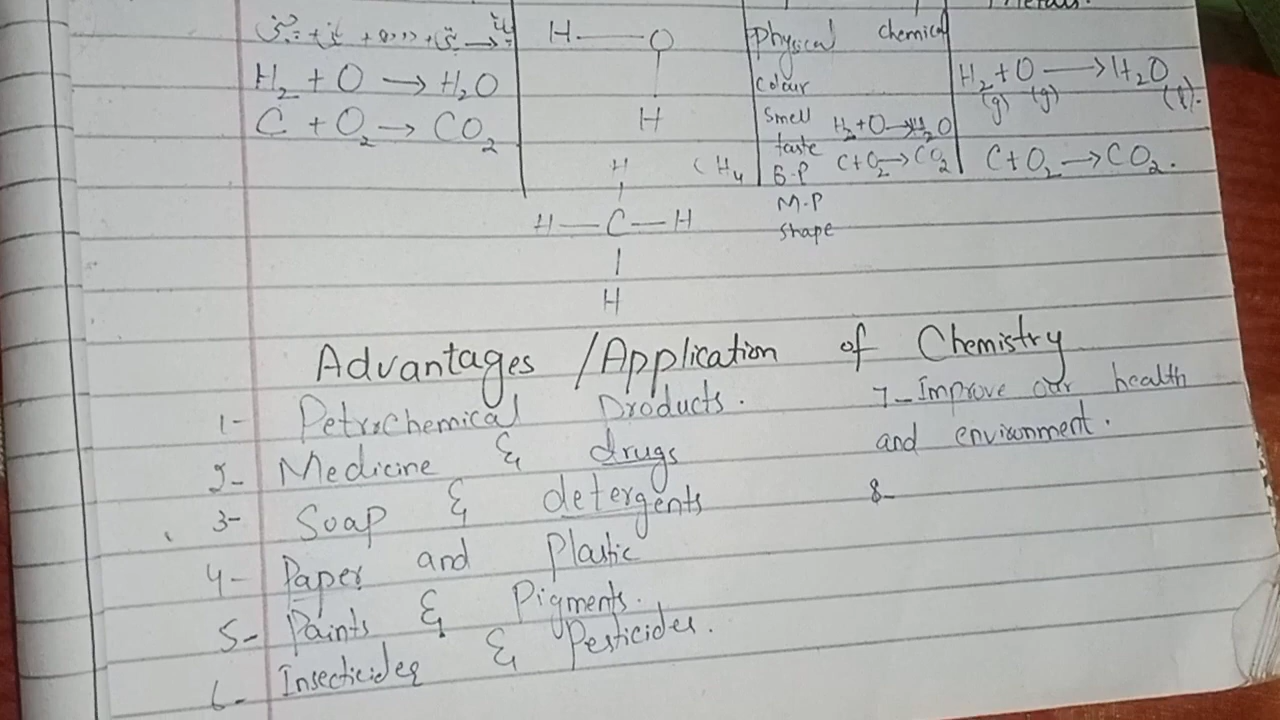 H — O
Physical chemical
H₂ + O → H₂O
Colour
H₂ + O → H₂O
(g) (g) (l).
C + O₂ → CO₂
H
Smell H₂+O→H₂O
taste
H CH₄
B.P C+O₂→CO₂
C+O₂ → CO₂.
M.P
H — C — H
Shape
H
Advantages / Application of Chemistry
1- Petrochemical Products.
2- Medicine & drugs
3- Soap & detergents
4- Paper and Plastic
5- Paints & Pigments.
6- Insecticides & Pesticides.
7- Improve our health
and enviornment.
8-